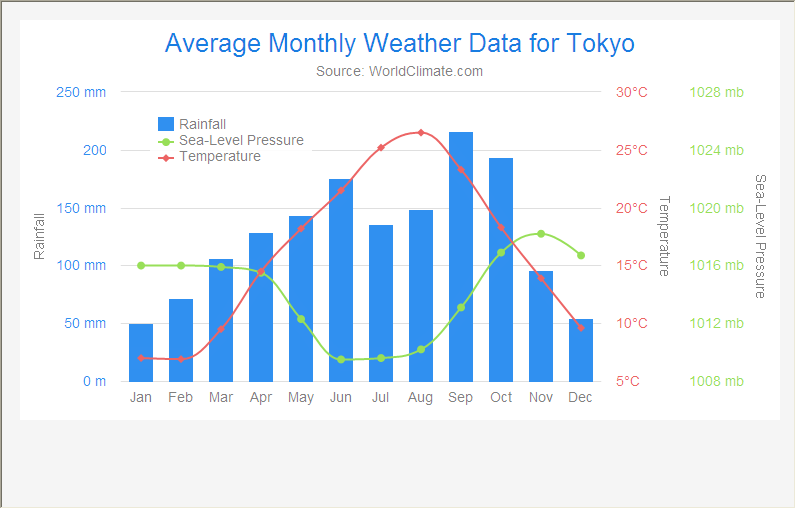 Average Monthly Weather Data for Tokyo
Source: WorldClimate.com
250 mm
200
150 mm
100 mm
50 mm
0 m
Rainfall
Rainfall
Sea-Level Pressure
Temperature
30°C
25°C
20°C
15°C
10°C
5°C
Temperature
1028 mb
1024 mb
1020 mb
1016 mb
1012 mb
1008 mb
Sea-Level Pressure
Jan Feb Mar Apr May Jun Jul Aug Sep Oct Nov Dec